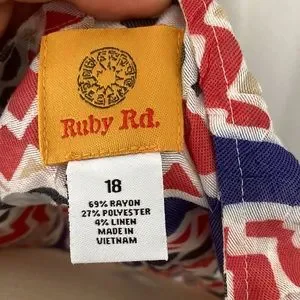 Ruby Rd.
18
69% RAYON
27% POLYESTER
4% LINEN
MADE IN
VIETNAM